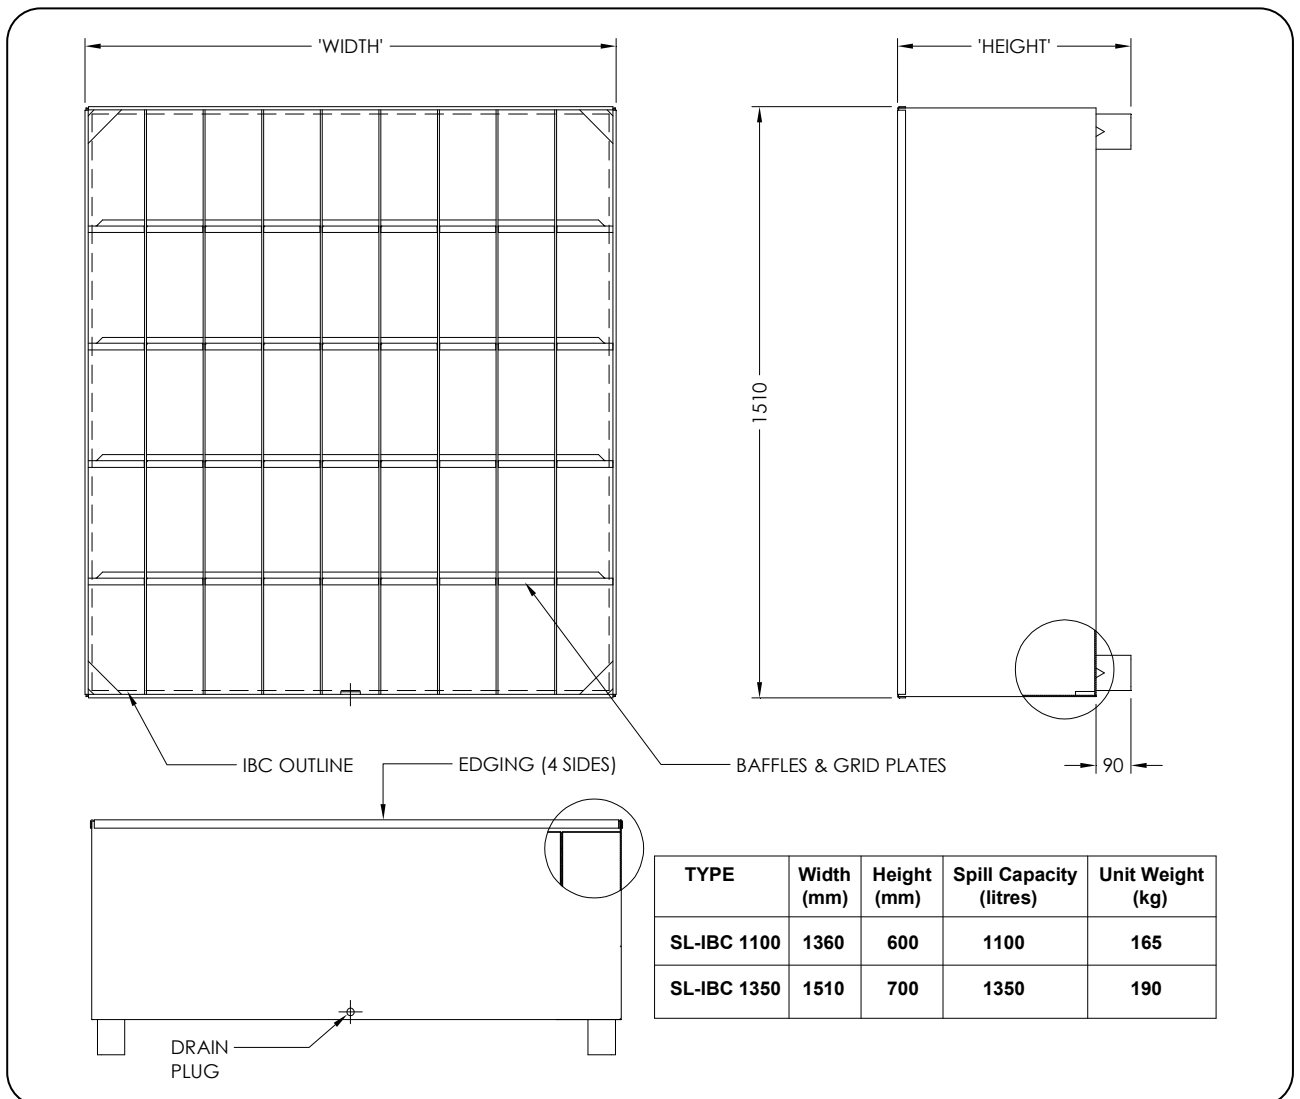 'WIDTH'
'HEIGHT'
1510
IBC OUTLINE
EDGING (4 SIDES)
BAFFLES & GRID PLATES
90
DRAIN
PLUG
TYPE Width Height Spill Capacity Unit Weight
(mm) (mm) (litres) (kg)
SL-IBC 1100 1360 600 1100 165
SL-IBC 1350 1510 700 1350 190